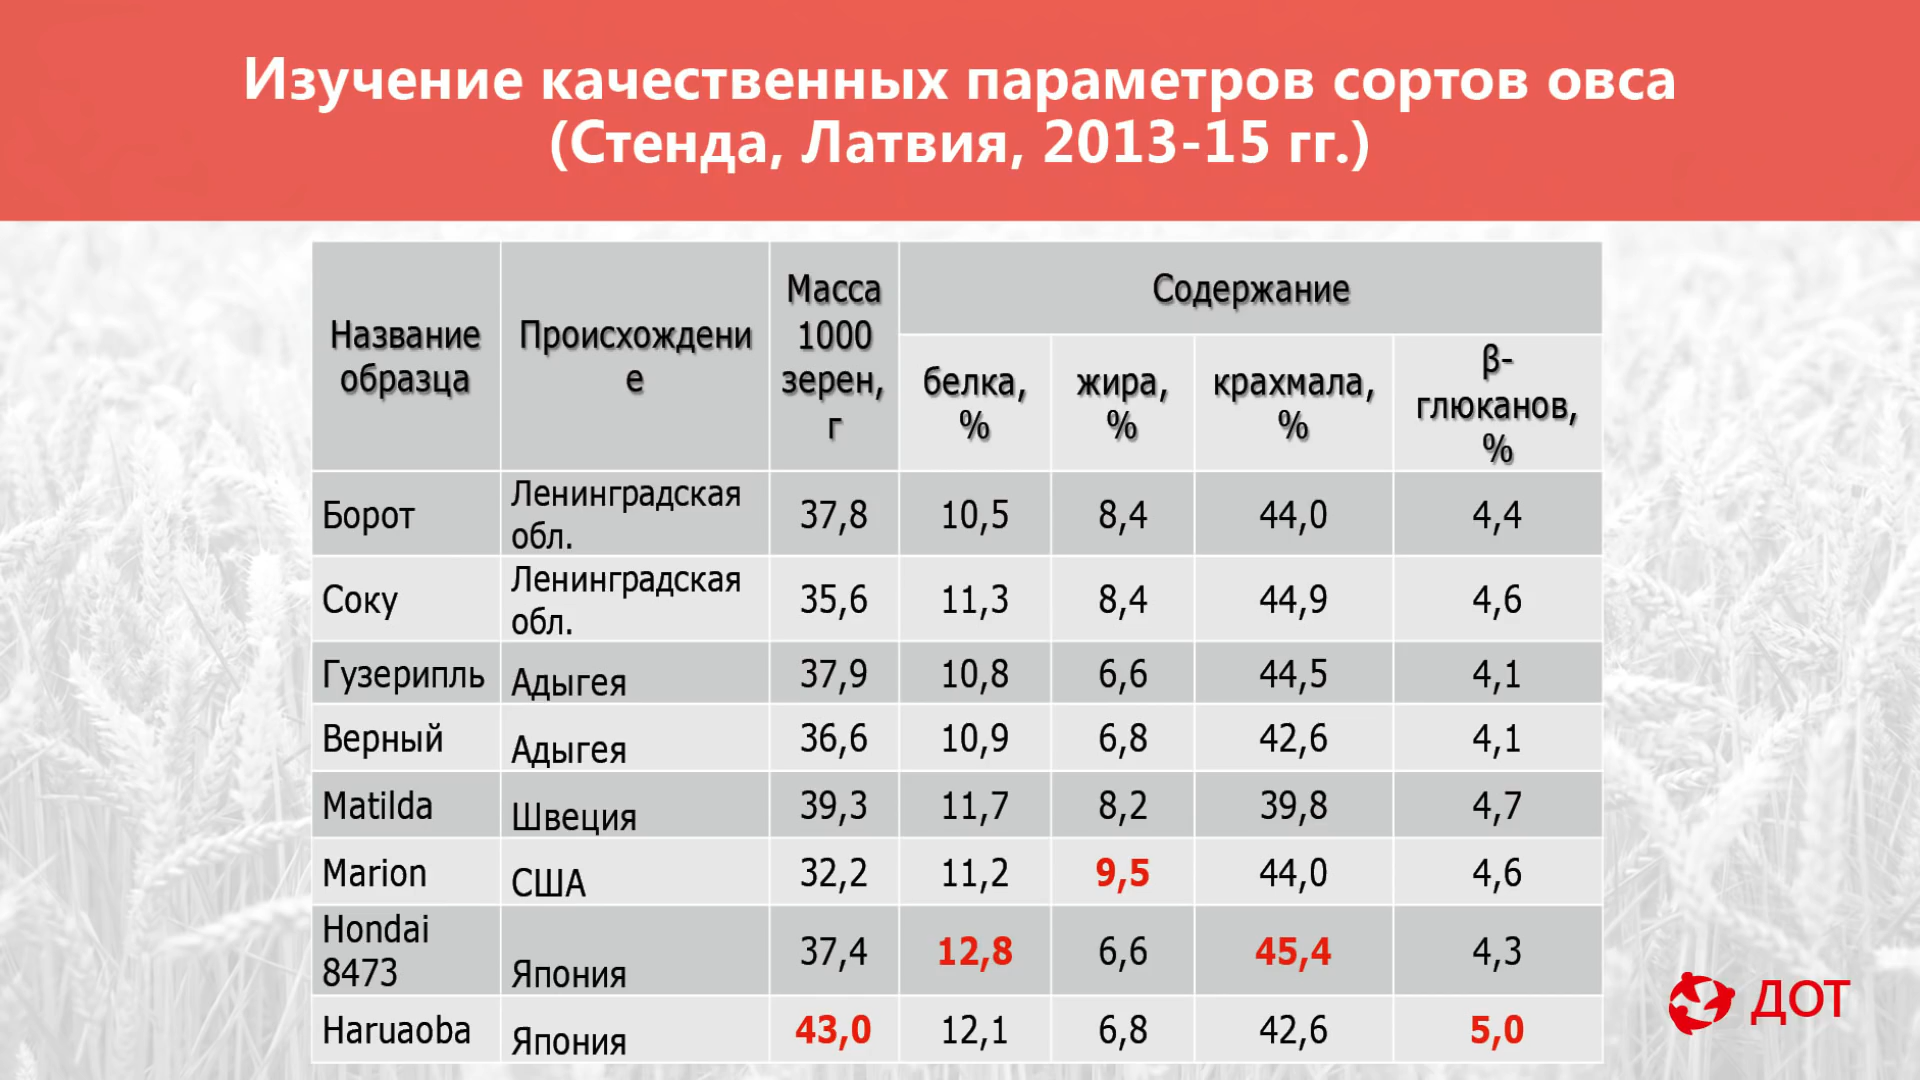 Изучение качественных параметров сортов овса
(Стенда, Латвия, 2013-15 гг.)
Название образца
Происхождени
е
Масса
1000
зерен,
г
Содержание
белка,
%
жира,
%
крахмала,
%
β-
глюканов,
%
Борот Ленинградская обл. 37,8 10,5 8,4 44,0 4,4
Соку Ленинградская обл. 35,6 11,3 8,4 44,9 4,6
Гузерипль Адыгея 37,9 10,8 6,6 44,5 4,1
Верный Адыгея 36,6 10,9 6,8 42,6 4,1
Matilda Швеция 39,3 11,7 8,2 39,8 4,7
Marion США 32,2 11,2 9,5 44,0 4,6
Hondai 8473 Япония 37,4 12,8 6,6 45,4 4,3
Haruaoba Япония 43,0 12,1 6,8 42,6 5,0
ДОТ